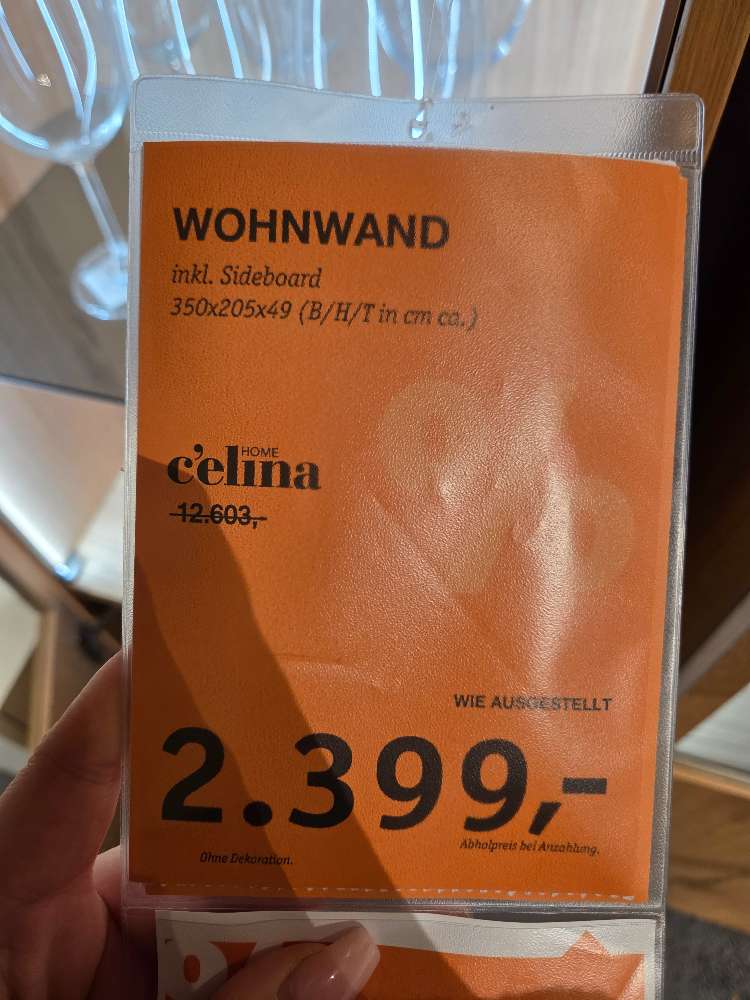 WOHNWAND
inkl. Sideboard
350x205x49 (B/H/T in cm ca.)
HOME
c'elina
12.603,-
WIE AUSGESTELLT
2.399,-
Abholpreis bei Anzahlung.
Ohne Dekoration.